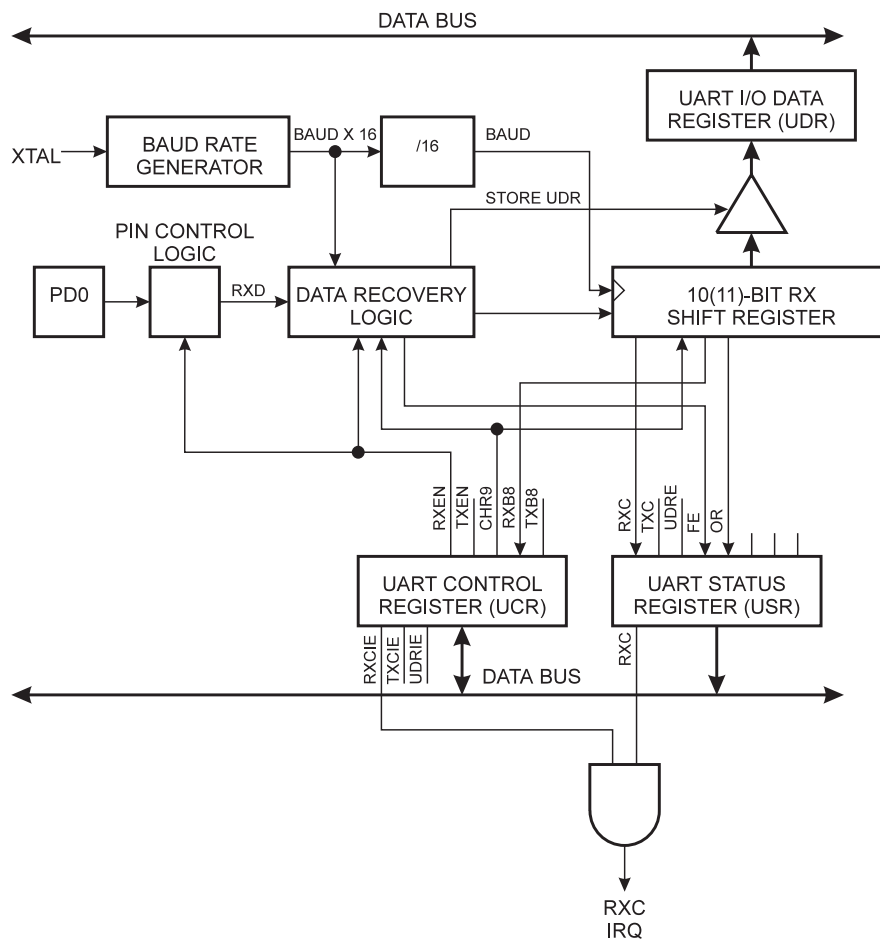 DATA BUS
UART I/O DATA
REGISTER (UDR)
XTAL
BAUD RATE
GENERATOR
BAUD X 16
/16
BAUD
STORE UDR
PIN CONTROL
LOGIC
PD0
RXD
DATA RECOVERY
LOGIC
10(11)-BIT RX
SHIFT REGISTER
RXEN
TXEN
CHR9
RXB8
TXB8
RXC
TXC
UDRE
FE
OR
UART CONTROL
REGISTER (UCR)
UART STATUS
REGISTER (USR)
RXCIE
TXCIE
UDRIE
RXC
DATA BUS
RXC
IRQ